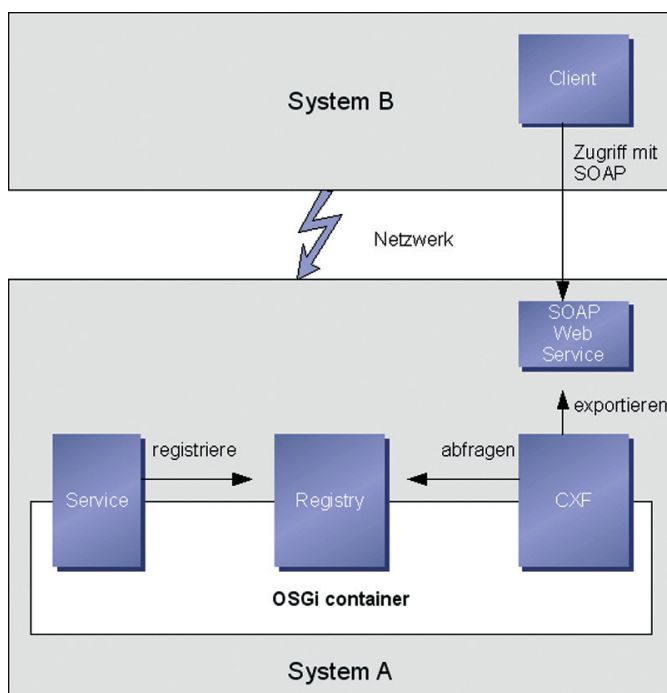 Client
System B
Zugriff mit
SOAP
Netzwerk
SOAP
Web
Service
exportieren
registriere
abfragen
Service
Registry
CXF
OSGi container
System A